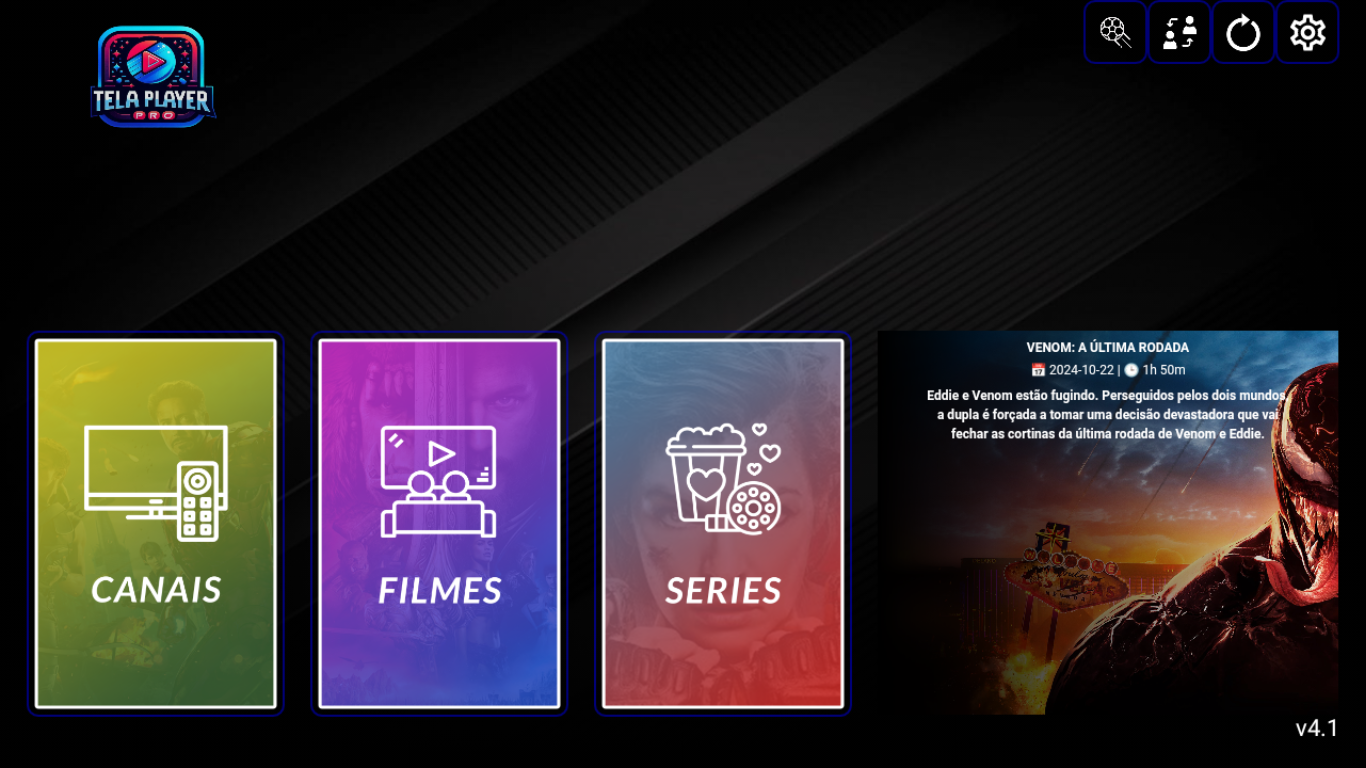 TELA PLAYER
PRO
VENOM: A ÚLTIMA RODADA
📅 2024-10-22 | 🕒 1h 50m
Eddie e Venom estão fugindo. Perseguidos pelos dois mundos,
a dupla é forçada a tomar uma decisão devastadora que vai
fechar as cortinas da última rodada de Venom e Eddie.
CANAIS
FILMES
SERIES
v4.1